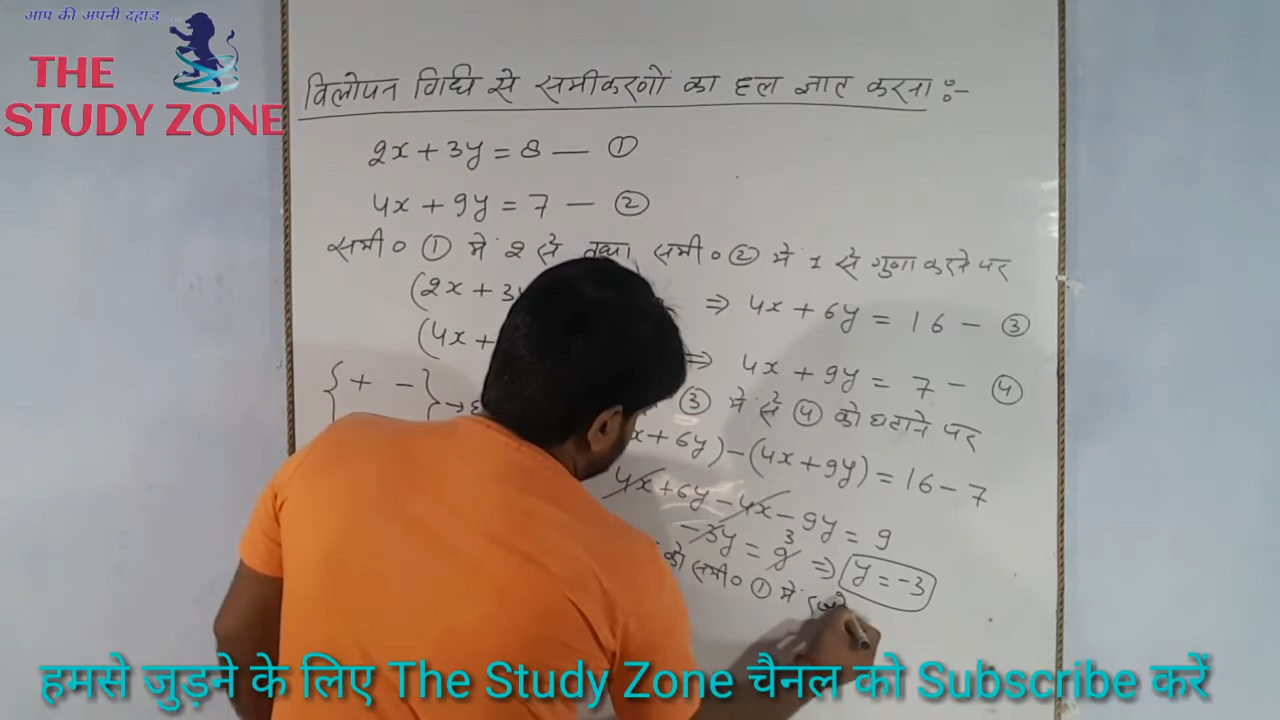 आप की अपनी दहाड़ ...
THE
STUDY ZONE
विलोपन विधि से समीकरणों का हल ज्ञात करना :-
2x + 3y = 8 — ①
4x + 9y = 7 — ②
समी० ① में 2 से तथा समी० ② में 1 से गुणा करने पर
(2x + 3y ⇒ 4x + 6y = 16 — ③
(4x + ⇒ 4x + 9y = 7 — ④
{ + − } → ③ में से ④ को घटाने पर
x + 6y) − (4x + 9y) = 16 − 7
4x + 6y − 4x − 9y = 9
−3y = 9 3 ⇒ y = −3
को समी० ① में
हमसे जुड़ने के लिए The Study Zone चैनल को Subscribe करें